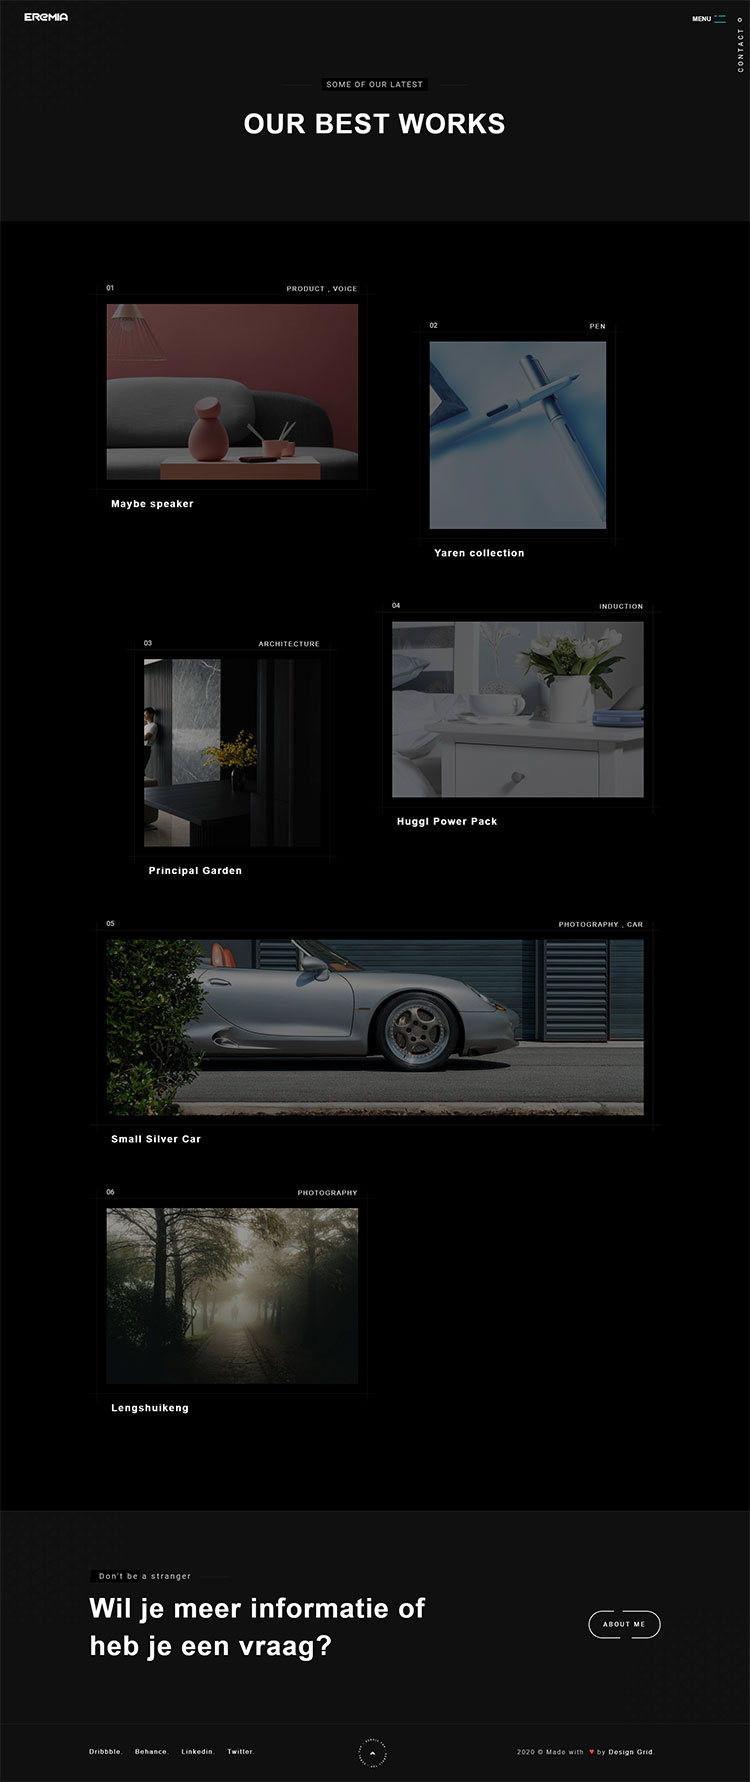 EREMIA
MENU
CONTACT
SOME OF OUR LATEST
OUR BEST WORKS
01
PRODUCT , VOICE
Maybe speaker
02
PEN
Yaren collection
03
ARCHITECTURE
Principal Garden
04
INDUCTION
Huggl Power Pack
05
PHOTOGRAPHY , CAR
Small Silver Car
06
PHOTOGRAPHY
Lengshuikeng
Don't be a stranger
Wil je meer informatie of
heb je een vraag?
ABOUT ME
Dribbble. Behance. Linkedin. Twitter.
2020 © Made with ♥ by Design Grid.